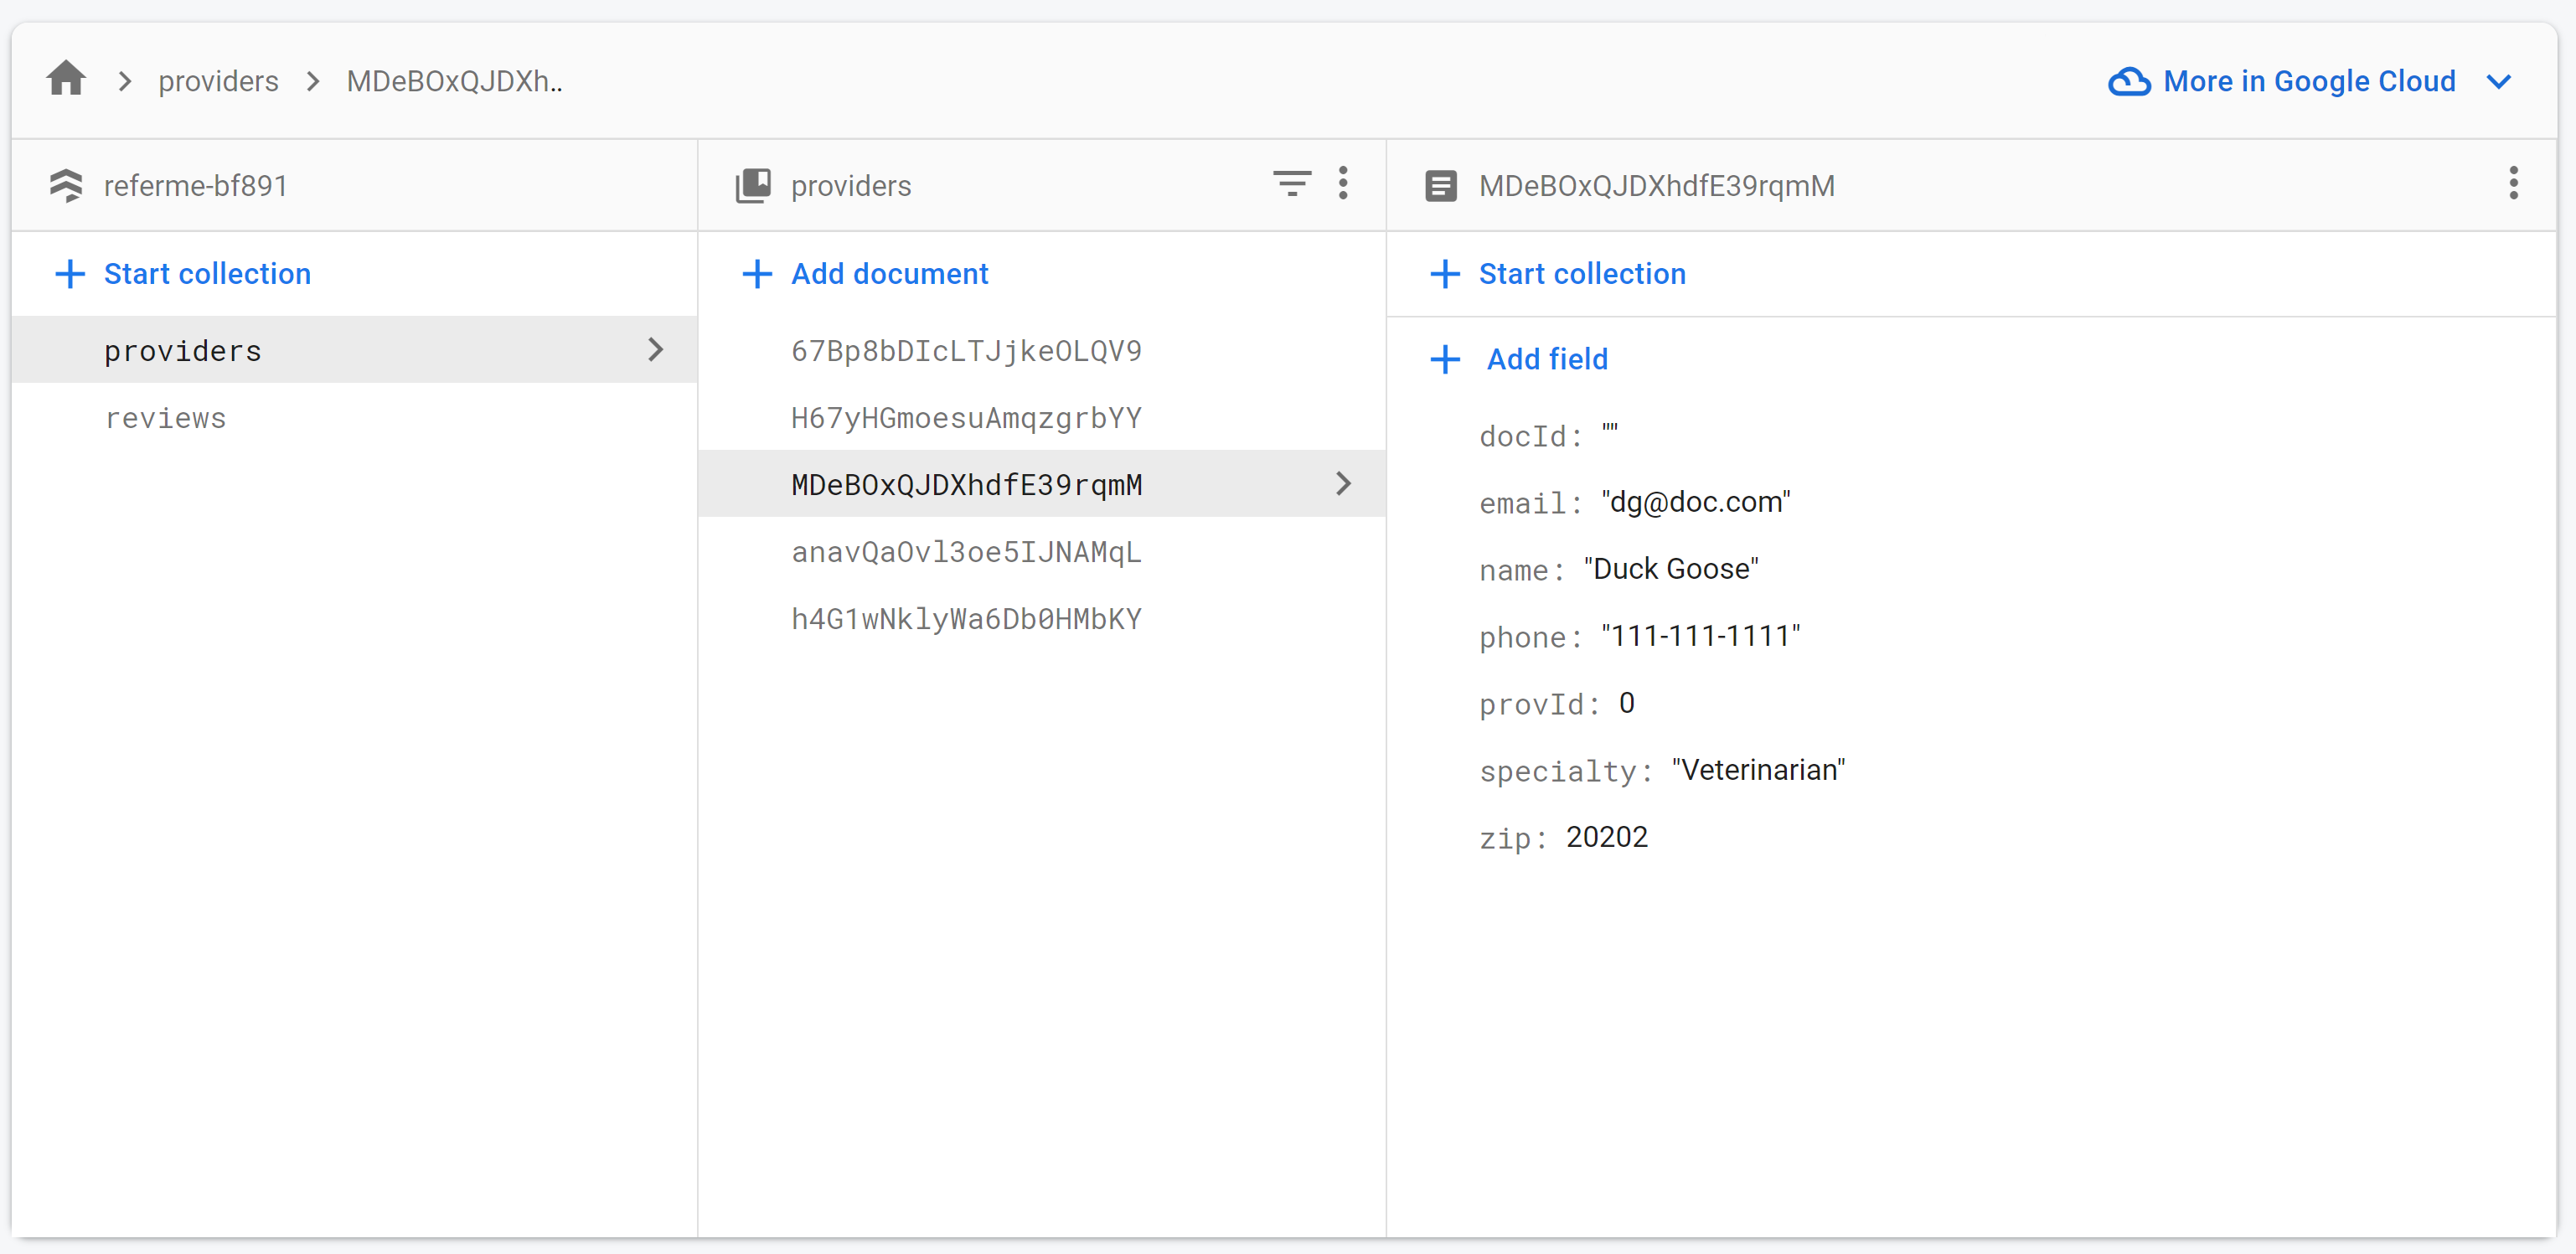 providers
MDeBOxQJDXh..
More in Google Cloud
referme-bf891
Start collection
providers
reviews
providers
Add document
67Bp8bDIcLTJjkeOLQV9
H67yHGmoesuAmqzgrbYY
MDeBOxQJDXhdfE39rqmM
anavQaOvl3oe5IJNAMqL
h4G1wNklyWa6Db0HMbKY
MDeBOxQJDXhdfE39rqmM
Start collection
Add field
docId: ""
email: "dg@doc.com"
name: "Duck Goose"
phone: "111-111-1111"
provId: 0
specialty: "Veterinarian"
zip: 20202